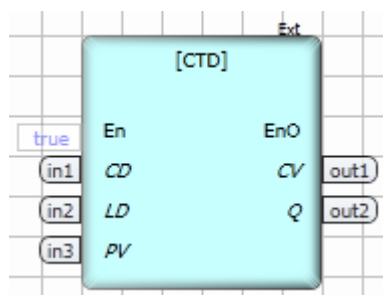 Ext
[CTD]
true En EnO
in1 CD CV out1
in2 LD Q out2
in3 PV